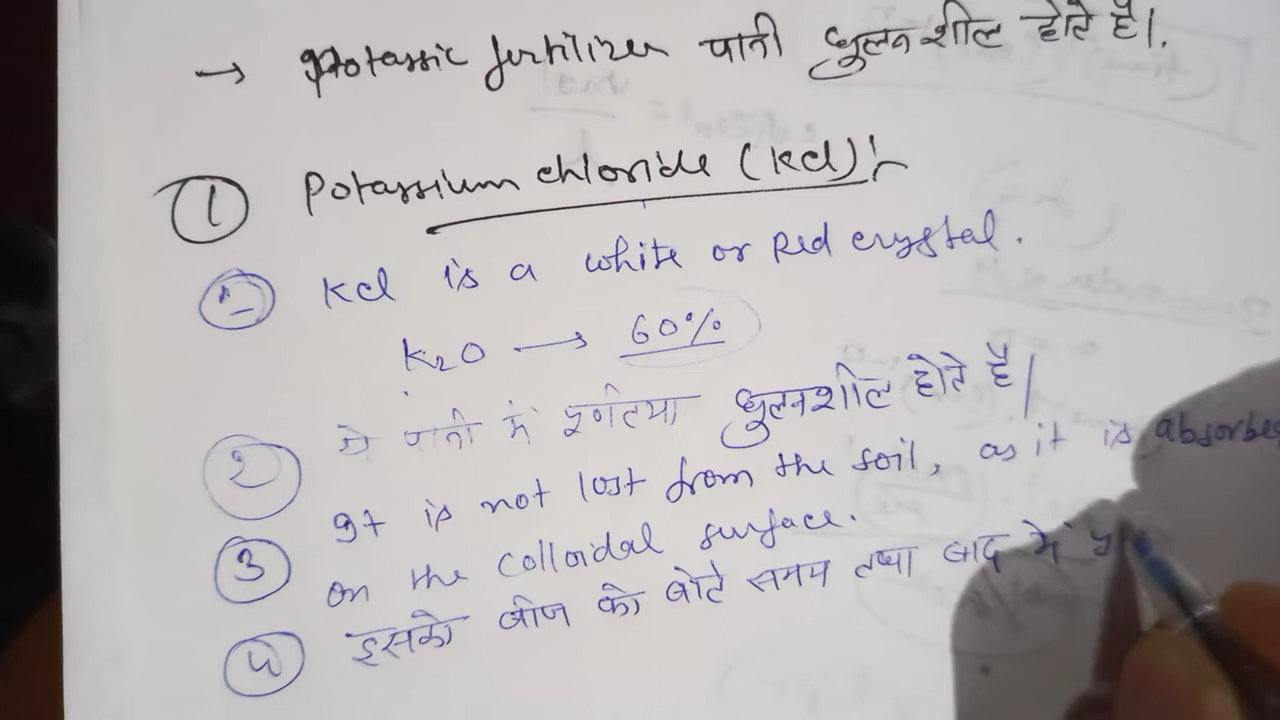 → Potassic fertilizer पानी घुलनशील होते है।.
① Potassium chloride (Kcl):-
Kcl is a white or Red crystal.
K₂O → 60%
② ये पानी में पूर्णतया घुलनशील होते है।
③ It is not lost from the soil, as it is absorbed
on the colloidal surface.
④ इसको बीज को बोते समय तथा बाद में